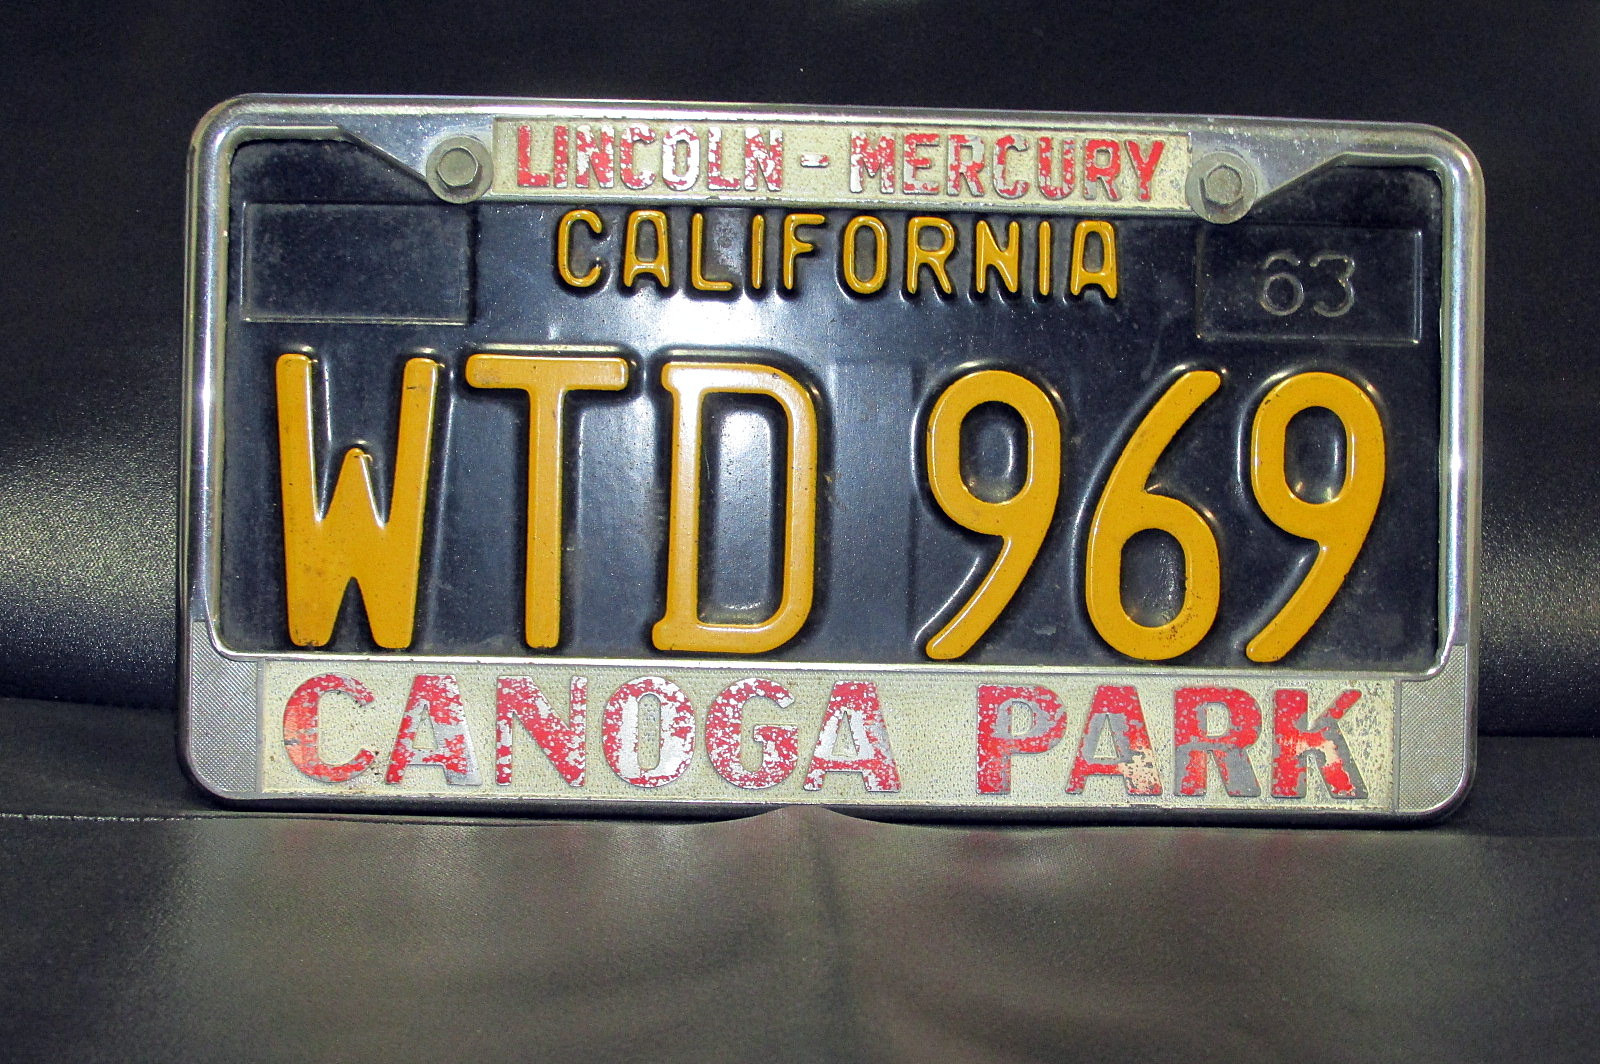 LINCOLN - MERCURY
CALIFORNIA
63
WTD 969
CANOGA PARK